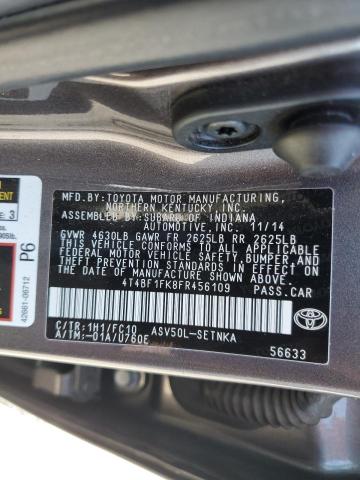 MFD. BY:TOYOTA MOTOR MANUFACTURING,
NORTHERN KENTUCKY, INC.
ASSEMBLED BY:SUBARU OF INDIANA
AUTOMOTIVE, INC. 11/14
GVWR 4630LB GAWR FR 2625LB RR 2625LB
THIS VEHICLE CONFORMS TO ALL APPLICABLE
FEDERAL MOTOR VEHICLE SAFETY, BUMPER, AND
THEFT PREVENTION STANDARDS IN EFFECT ON
THE DATE OF MANUFACTURE SHOWN ABOVE.
4T4BF1FK8FR456109 PASS.CAR
C/TR:1H1/FC10 ASV50L-SETNKA
A/TM:-01A/U760E
56633
TOYOTA
P6
42661-06712
E: 3
905lb.